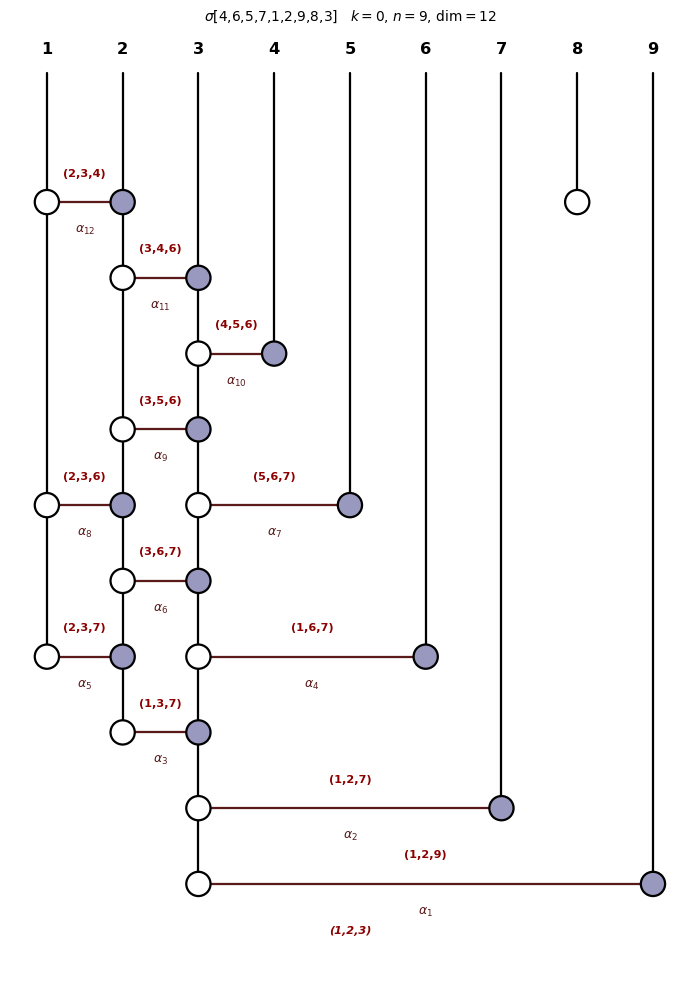 σ[4,6,5,7,1,2,9,8,3]   k = 0, n = 9, dim = 12
1 2 3 4 5 6 7 8 9
(2,3,4)
α₁₂
(3,4,6)
α₁₁
(4,5,6)
α₁₀
(3,5,6)
α₉
(2,3,6) (5,6,7)
α₈ α₇
(3,6,7)
α₆
(2,3,7) (1,6,7)
α₅ α₄
(1,3,7)
α₃
(1,2,7)
α₂
(1,2,9)
α₁
(1,2,3)